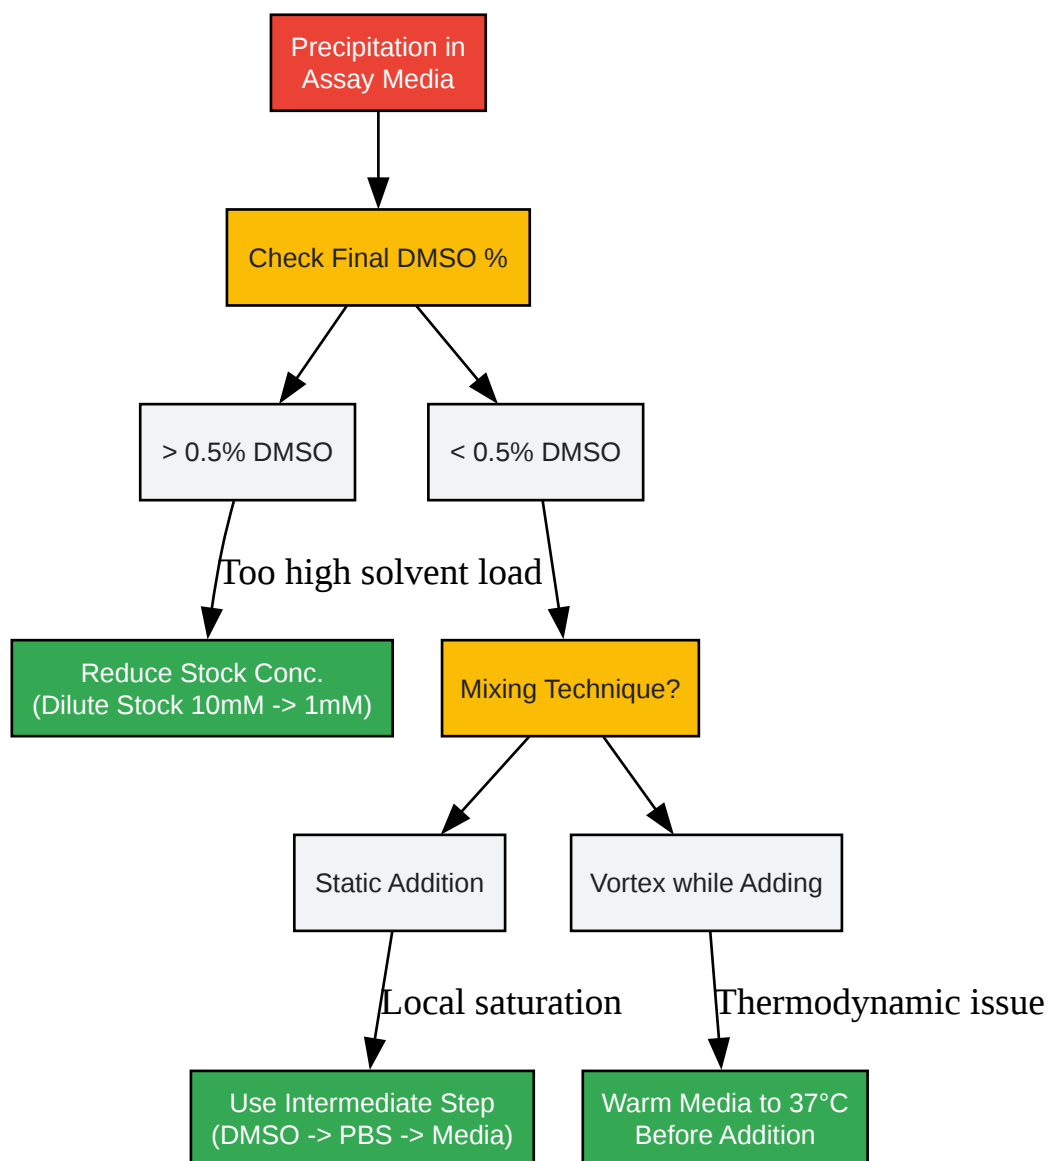 Precipitation in
Assay Media
Check Final DMSO %
> 0.5% DMSO
< 0.5% DMSO
Too high solvent load
Reduce Stock Conc.
(Dilute Stock 10mM -> 1mM)
Mixing Technique?
Static Addition
Vortex while Adding
Local saturation
Thermodynamic issue
Use Intermediate Step
(DMSO -> PBS -> Media)
Warm Media to 37°C
Before Addition